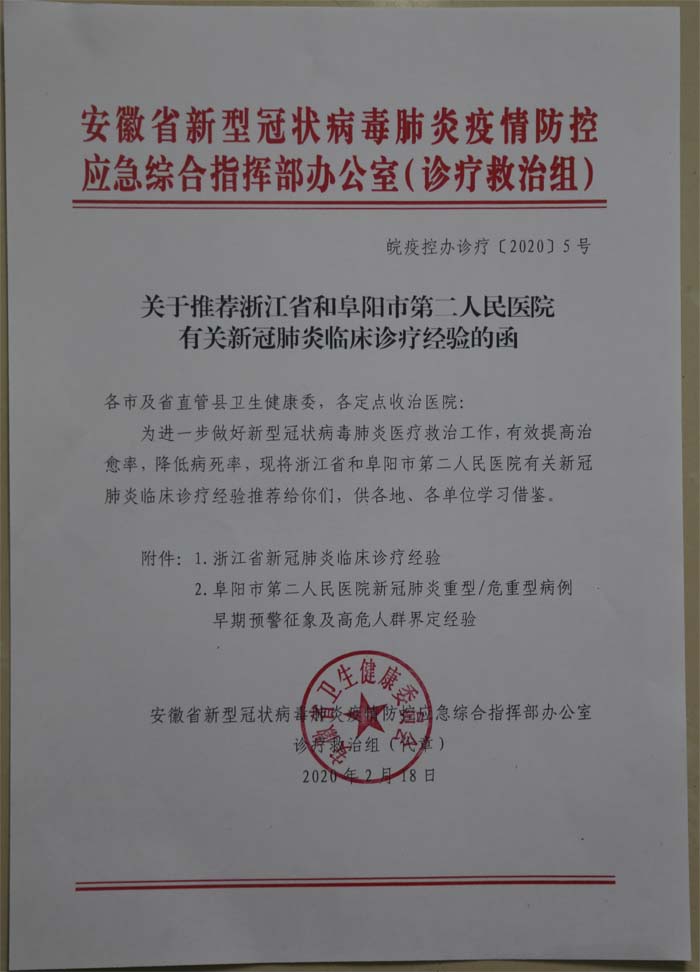 安徽省新型冠状病毒肺炎疫情防控
应急综合指挥部办公室(诊疗救治组)
皖疫控办诊疗〔2020〕5号
关于推荐浙江省和阜阳市第二人民医院
有关新冠肺炎临床诊疗经验的函
各市及省直管县卫生健康委，各定点收治医院：
为进一步做好新型冠状病毒肺炎医疗救治工作，有效提高治
愈率，降低病死率，现将浙江省和阜阳市第二人民医院有关新冠
肺炎临床诊疗经验推荐给你们，供各地、各单位学习借鉴。
附件：1.浙江省新冠肺炎临床诊疗经验
2.阜阳市第二人民医院新冠肺炎重型/危重型病例
早期预警征象及高危人群界定经验
安徽省卫生健康委员会
安徽省新型冠状病毒肺炎疫情防控应急综合指挥部办公室
诊疗救治组（代章）
2020年2月18日